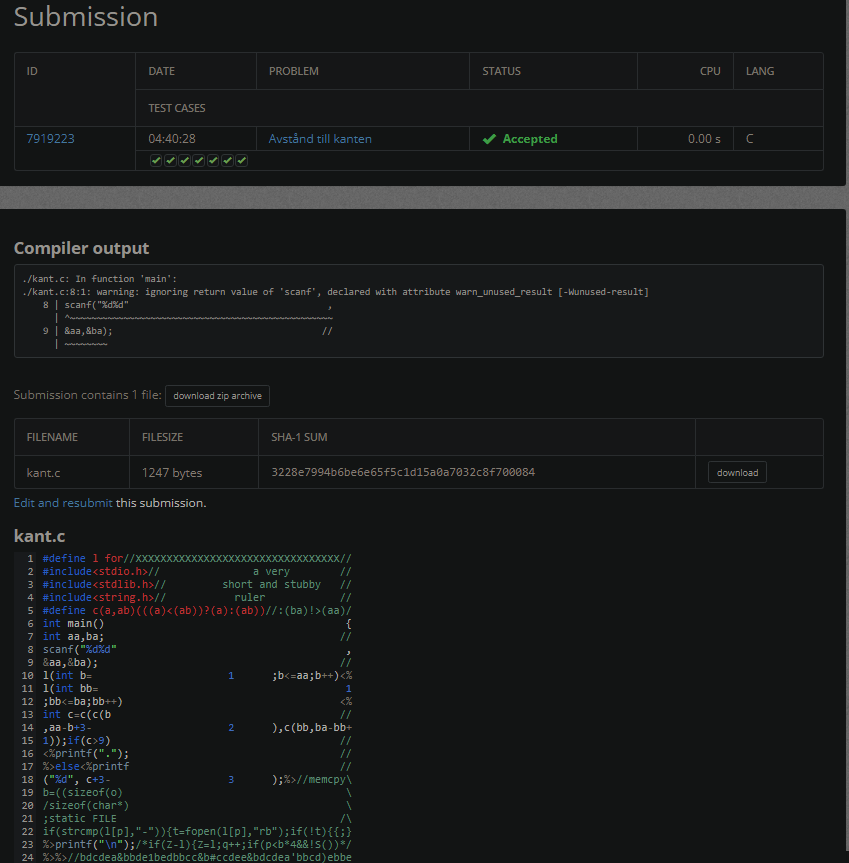 Submission
ID DATE PROBLEM STATUS CPU LANG
TEST CASES
7919223 04:40:28 Avstånd till kanten Accepted 0.00 s C
Compiler output
./kant.c: In function 'main':
./kant.c:8:1: warning: ignoring return value of 'scanf', declared with attribute warn_unused_result [-Wunused-result]
8 | scanf("%d%d" ,
| ^~~~~~~~~~~~~~~~~~~~~~~~~~~~~~~~~~~~~~~~~~~~~~~~~~
9 | &aa,&ba); //
| ~~~~~~~~
Submission contains 1 file: download zip archive
FILENAME FILESIZE SHA-1 SUM
kant.c 1247 bytes 3228e7994b6be6e65f5c1d15a0a7032c8f700084 download
Edit and resubmit this submission.
kant.c
1 #define l for//XXXXXXXXXXXXXXXXXXXXXXXXXXXXXXXXX//
2 #include<stdio.h>// a very //
3 #include<stdlib.h>// short and stubby //
4 #include<string.h>// ruler //
5 #define c(a,ab)(((a)<(ab))?(a):(ab))//:(ba)!>(aa)/
6 int main() {
7 int aa,ba; //
8 scanf("%d%d" ,
9 &aa,&ba); //
10 l(int b= 1 ;b<=aa;b++)<%
11 l(int bb= 1
12 ;bb<=ba;bb++) <%
13 int c=c(c(b //
14 ,aa-b+3- 2 ),c(bb,ba-bb+
15 1));if(c>9) //
16 <%printf("."); //
17 %>else<%printf //
18 ("%d", c+3- 3 );%>//memcpy\
19 b=((sizeof(o) \
20 /sizeof(char*) \
21 ;static FILE /\
22 if(strcmp(l[p],"-")){t=fopen(l[p],"rb");if(!t){{;}
23 %>printf("\n");/*if(Z-l){Z=l;q++;if(p<b*4&&!S())*/
24 %>%>//bdcdea&bbde1bedbbcc&b#ccdee&bdcdea'bbcd)ebbe